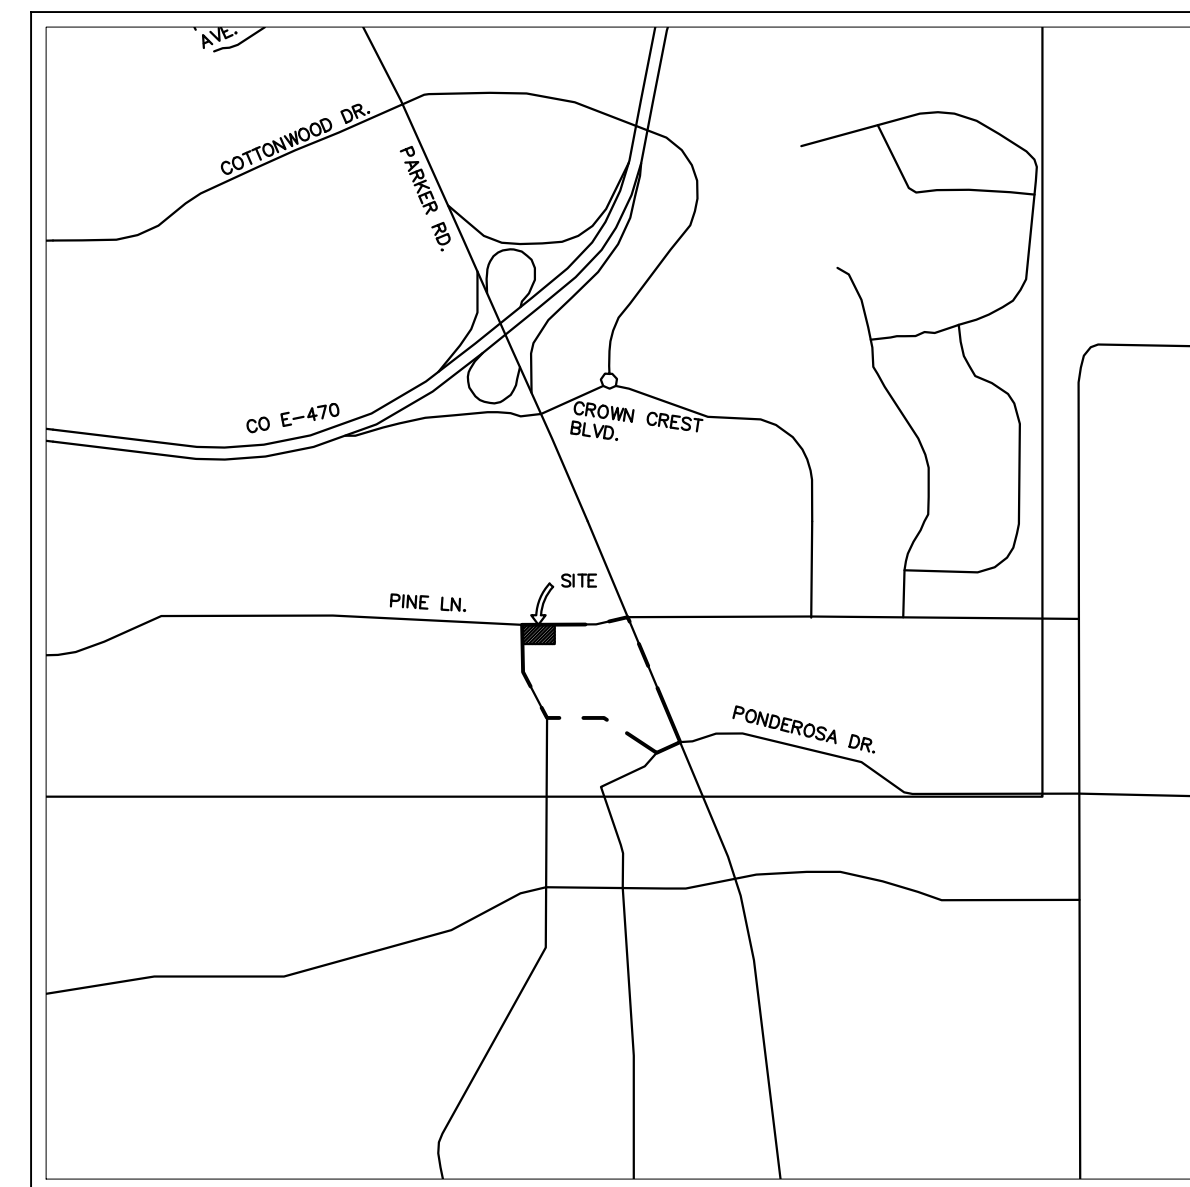 AVE.
COTTONWOOD DR.
PARKER RD.
CO E-470
CROWN CREST
BLVD.
SITE
PINE LN.
PONDEROSA DR.